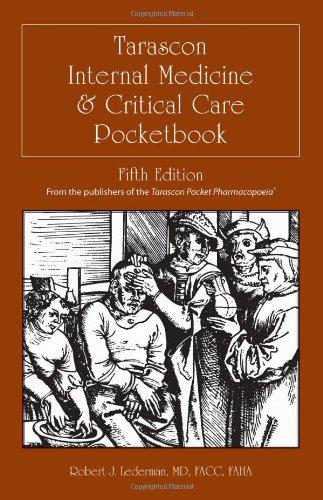 Tarascon
Internal Medicine
& Critical Care
Pocketbook
Fifth Edition
From the publishers of the Tarascon Pocket Pharmacopoeia®
Robert J. Lederman, MD, FACC, FAHA